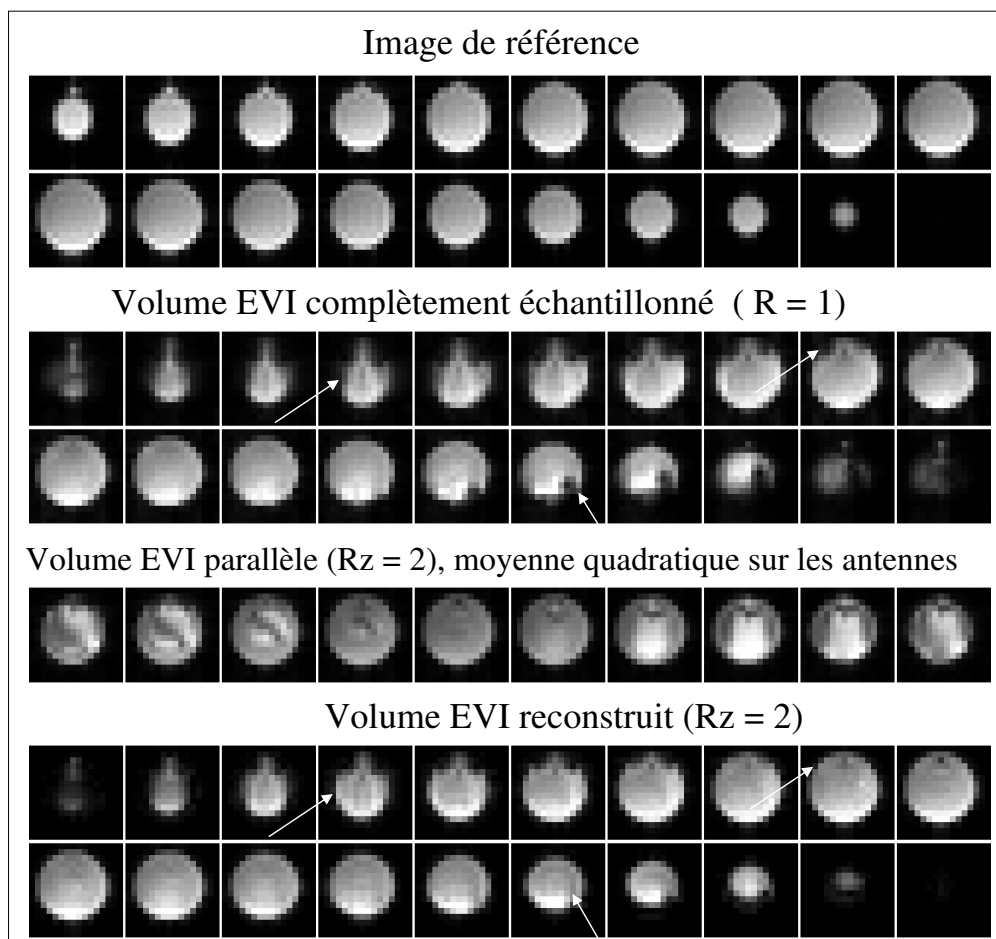 Image de référence
Volume EVI complètement échantillonné ( R = 1)
Volume EVI parallèle (Rz = 2), moyenne quadratique sur les antennes
Volume EVI reconstruit (Rz = 2)